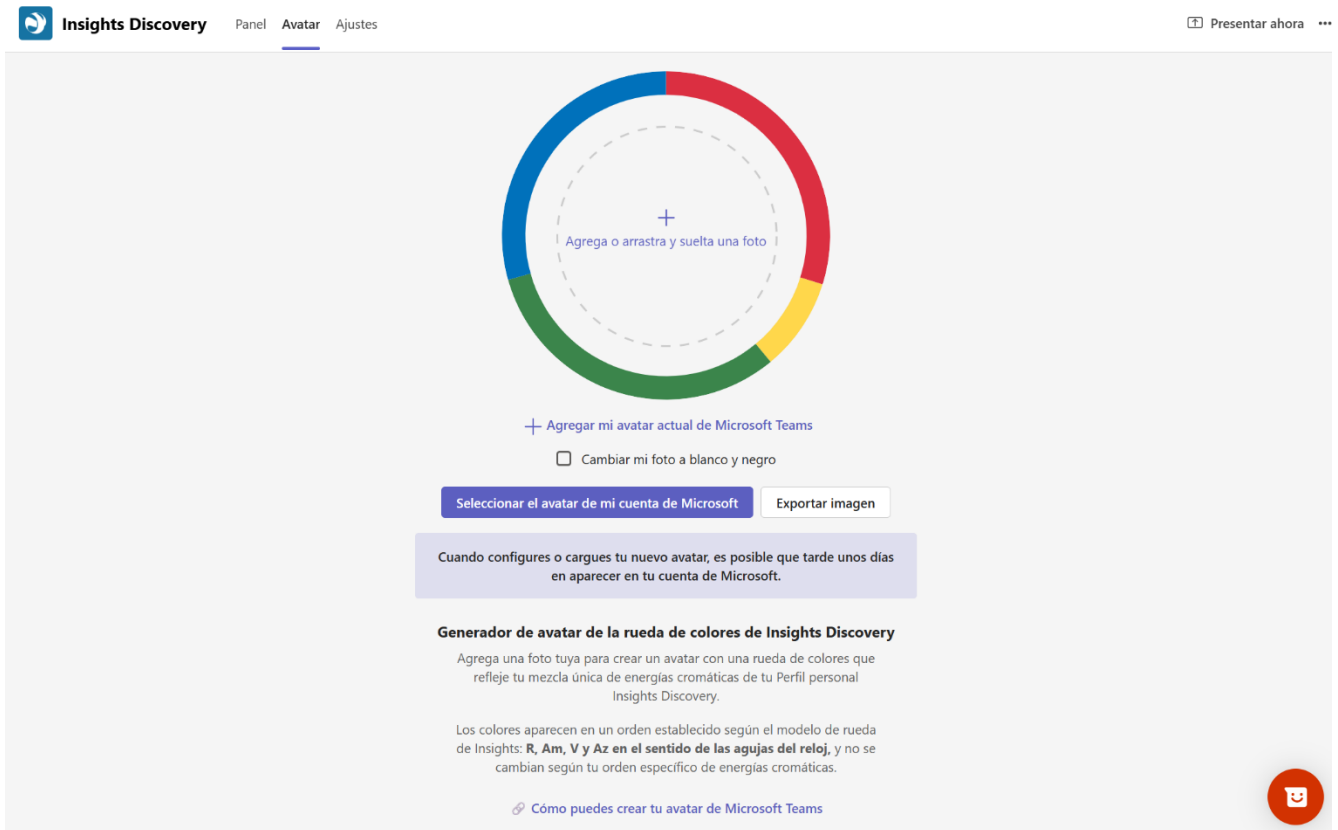 Insights Discovery
Panel
Avatar
Ajustes
Presentar ahora
Agrega o arrastra y suelta una foto
Agregar mi avatar actual de Microsoft Teams
Cambiar mi foto a blanco y negro
Seleccionar el avatar de mi cuenta de Microsoft
Exportar imagen
Cuando configures o cargues tu nuevo avatar, es posible que tarde unos días
en aparecer en tu cuenta de Microsoft.
Generador de avatar de la rueda de colores de Insights Discovery
Agrega una foto tuya para crear un avatar con una rueda de colores que
refleje tu mezcla única de energías cromáticas de tu Perfil personal
Insights Discovery.
Los colores aparecen en un orden establecido según el modelo de rueda
de Insights: R, Am, V y Az en el sentido de las agujas del reloj, y no se
cambian según tu orden específico de energías cromáticas.
Cómo puedes crear tu avatar de Microsoft Teams